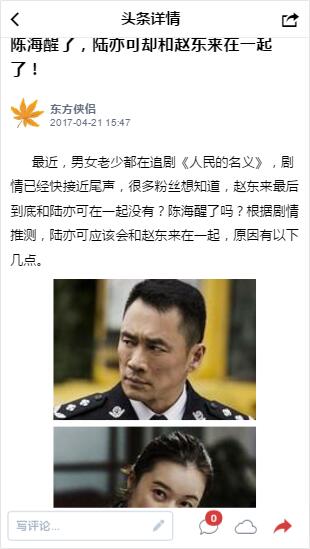 头条详情
陈海醒了，陆亦可却和赵东来在一起
了！
东方侠侣
2017-04-21 15:47
最近，男女老少都在追剧《人民的名义》，剧
情已经快接近尾声，很多粉丝想知道，赵东来最后
到底和陆亦可在一起没有？陈海醒了吗？根据剧情
推测，陆亦可应该会和赵东来在一起，原因有以下
几点。
写评论...
0